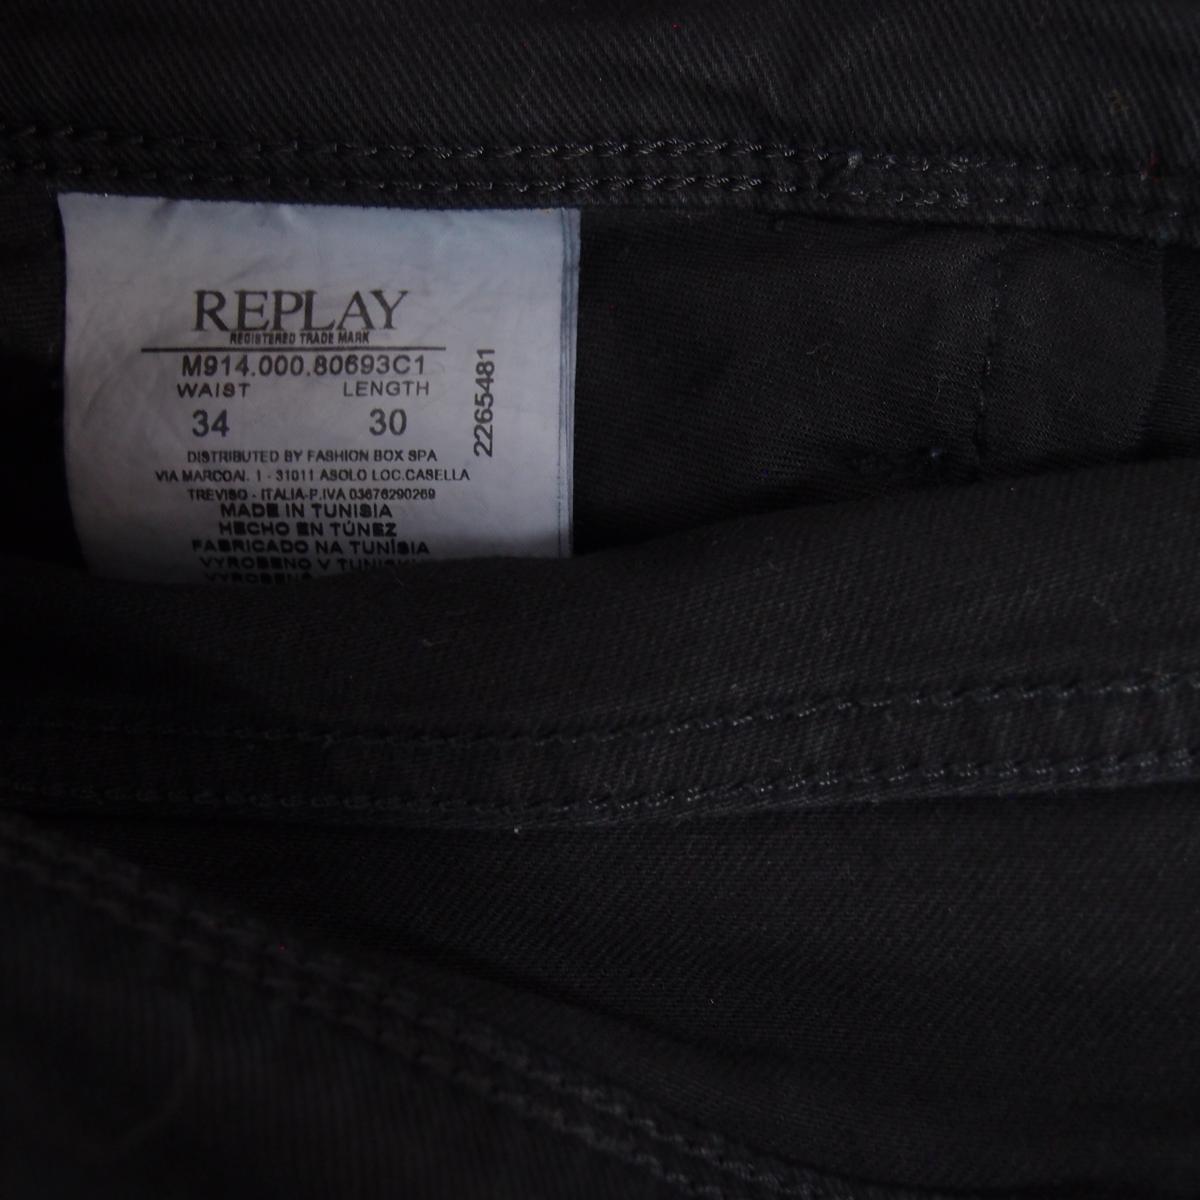 REPLAY
REGISTERED TRADE MARK
M914.000.80693C1
WAIST LENGTH
34 30
2265481
DISTRIBUTED BY FASHION BOX SPA
VIA MARCOAI, 1 - 31011 ASOLO LOC.CASELLA
TREVISO - ITALIA-P.IVA 03676290269
MADE IN TUNISIA
HECHO EN TÚNEZ
FABRICADO NA TUNÍSIA
VYROBENO V